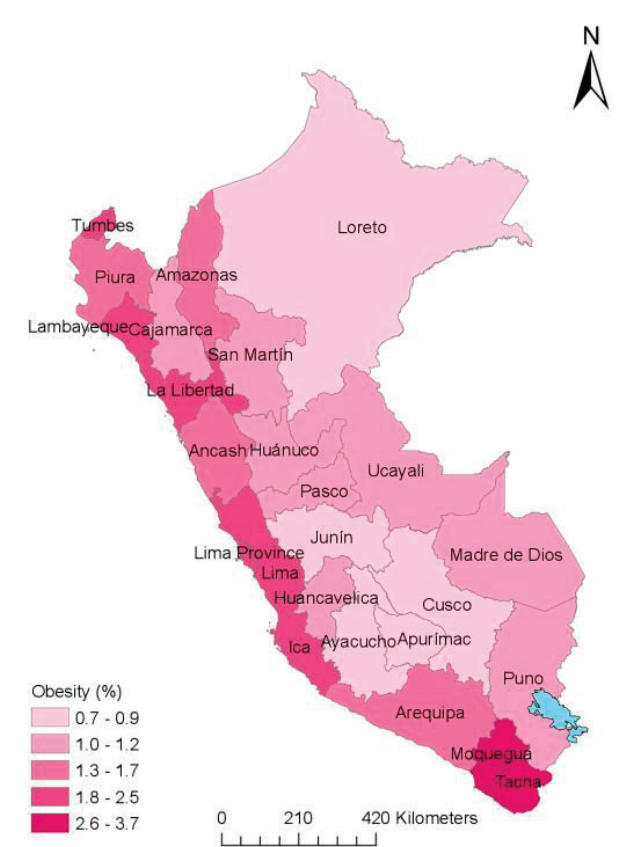 N
Loreto
Tumbes
Piura
Amazonas
Lambayeque
Cajamarca
San Martín
La Libertad
Ancash
Huánuco
Ucayali
Pasco
Junín
Lima Province
Madre de Dios
Lima
Huancavelica
Cusco
Ica
Ayacucho
Apurímac
Puno
Arequipa
Moquegua
Tacna
Obesity (%)
0.7 - 0.9
1.0 - 1.2
1.3 - 1.7
1.8 - 2.5
2.6 - 3.7
0 210 420 Kilometers